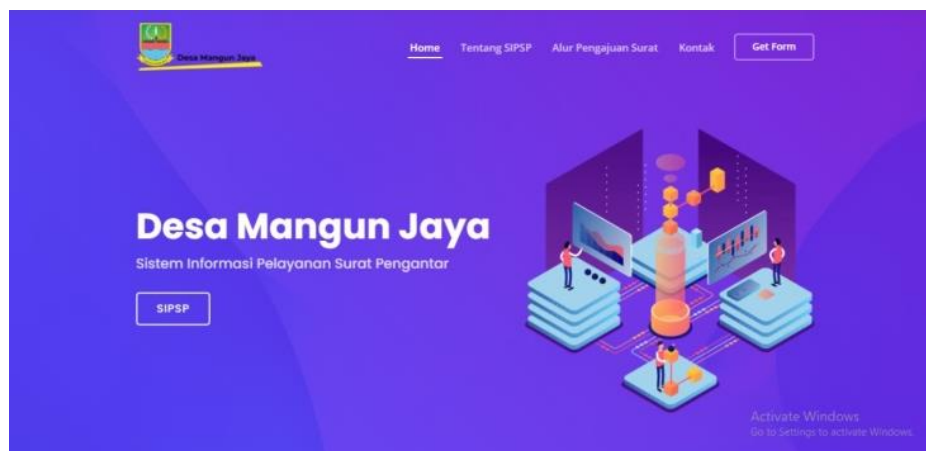 Desa Mangun Jaya
Home Tentang SIPSP Alur Pengajuan Surat Kontak Get Form
Desa Mangun Jaya
Sistem Informasi Pelayanan Surat Pengantar
SIPSP
Activate Windows
Go to Settings to activate Windows.